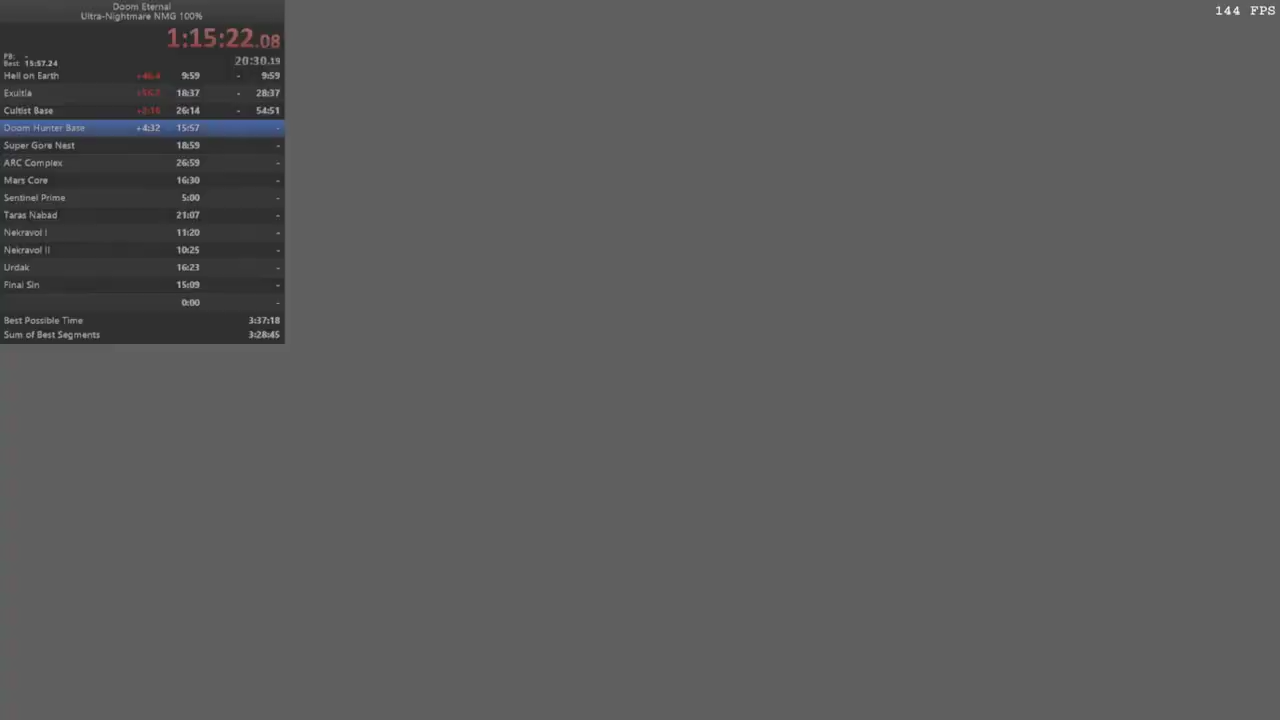 Doom Eternal
Ultra-Nightmare NMG 100%
144 FPS
1:15:22.08
PB: -
Best: 15:57.24
20:30.19
Hell on Earth +46.4 9:59 - 9:59
Exultia 18:37 - 28:37
Cultist Base 26:14 - 54:51
Doom Hunter Base +4:32 15:57 -
Super Gore Nest 18:59 -
ARC Complex 26:59 -
Mars Core 16:30 -
Sentinel Prime 5:00 -
Taras Nabad 21:07 -
Nekravol I 11:20 -
Nekravol II 10:25 -
Urdak 16:23 -
Final Sin 15:09 -
0:00 -
Best Possible Time 3:37:18
Sum of Best Segments 3:28:45